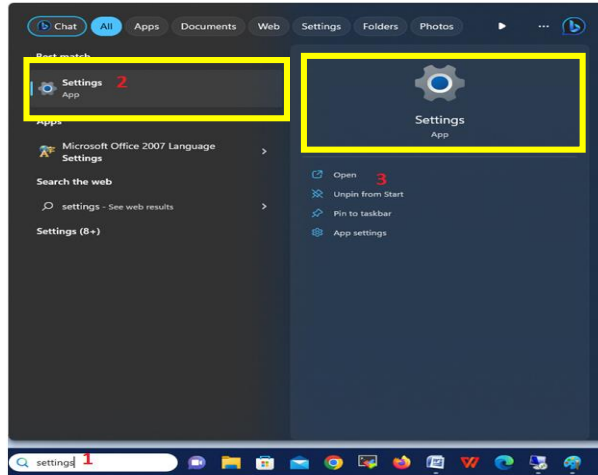 Chat All Apps Documents Web Settings Folders Photos ...
Best match
Settings 2
App
Apps
Microsoft Office 2007 Language
Settings
Search the web
settings - See web results
Settings (8+)
Settings
App
Open 3
Unpin from Start
Pin to taskbar
App settings
settings 1